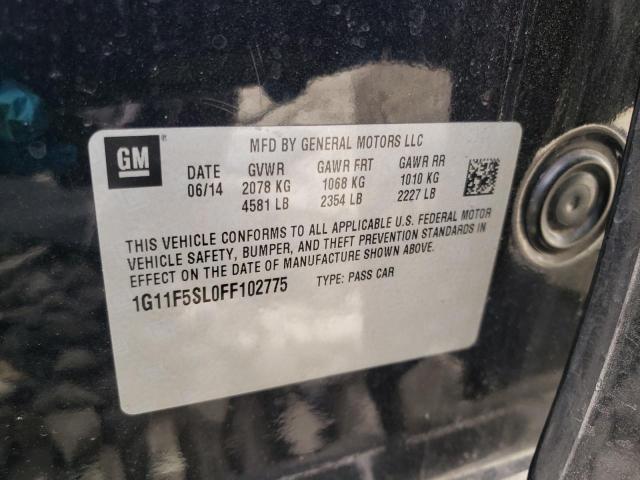 GM
MFD BY GENERAL MOTORS LLC
DATE GVWR GAWR FRT GAWR RR
06/14 2078 KG 1068 KG 1010 KG
4581 LB 2354 LB 2227 LB
THIS VEHICLE CONFORMS TO ALL APPLICABLE U.S. FEDERAL MOTOR
VEHICLE SAFETY, BUMPER, AND THEFT PREVENTION STANDARDS IN
EFFECT ON THE DATE OF MANUFACTURE SHOWN ABOVE.
1G11F5SL0FF102775 TYPE: PASS CAR